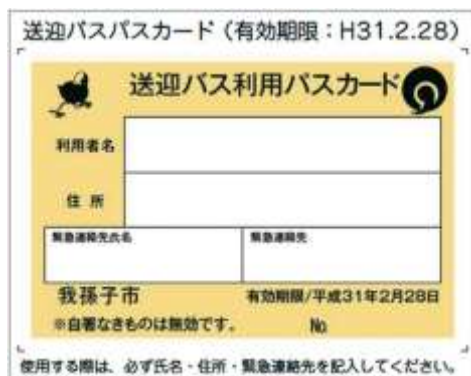 送迎バスパスカード(有効期限:H31.2.28)
送迎バス利用パスカード
利用者名
住所
緊急連絡先氏名 緊急連絡先
我孫子市 有効期限/平成31年2月28日
※自署なきものは無効です。 No
使用する際は、必ず氏名・住所・緊急連絡先を記入してください。